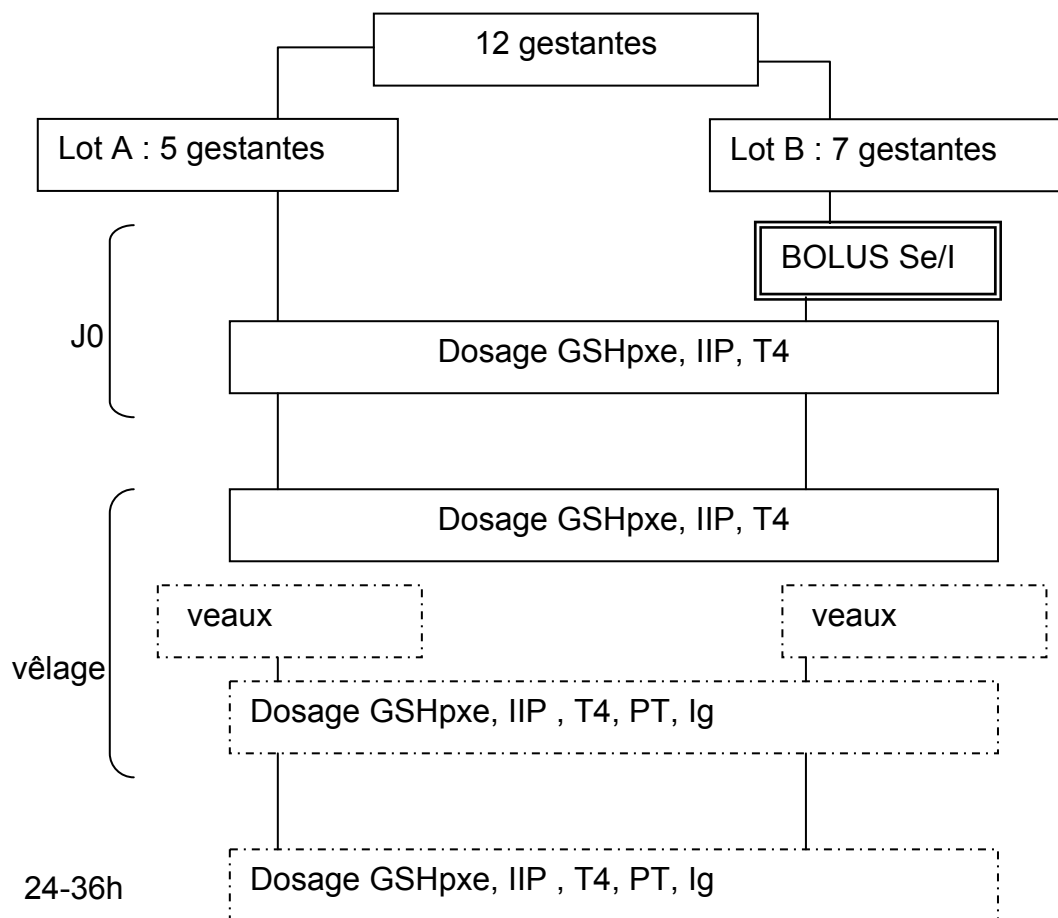 12 gestantes
Lot A : 5 gestantes
Lot B : 7 gestantes
BOLUS Se/I
J0
Dosage GSHpxe, IIP, T4
Dosage GSHpxe, IIP, T4
veaux
veaux
vêlage
Dosage GSHpxe, IIP , T4, PT, Ig
24-36h
Dosage GSHpxe, IIP , T4, PT, Ig